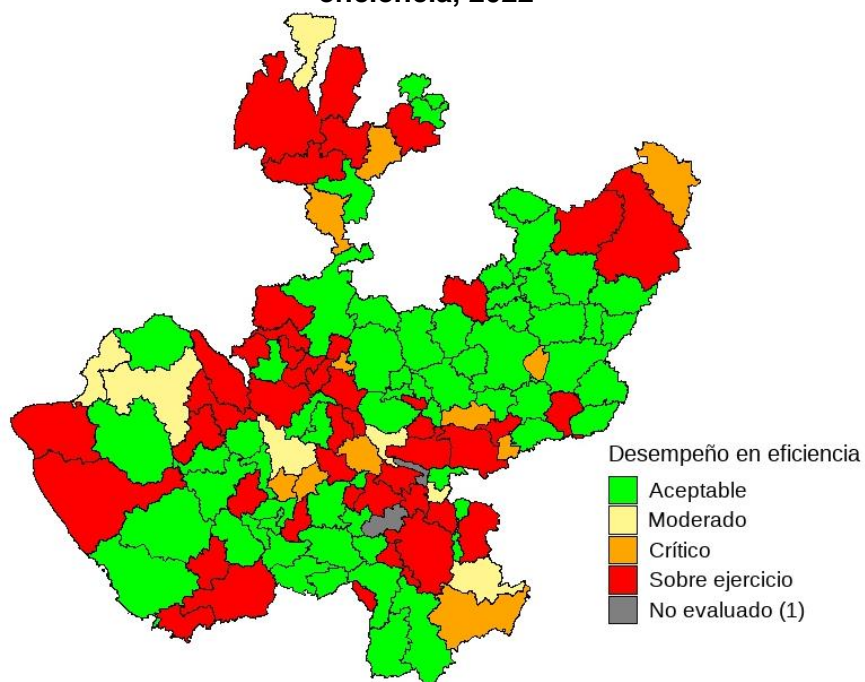 eficiencia, 2022
Desempeño en eficiencia
Aceptable
Moderado
Crítico
Sobre ejercicio
No evaluado (1)